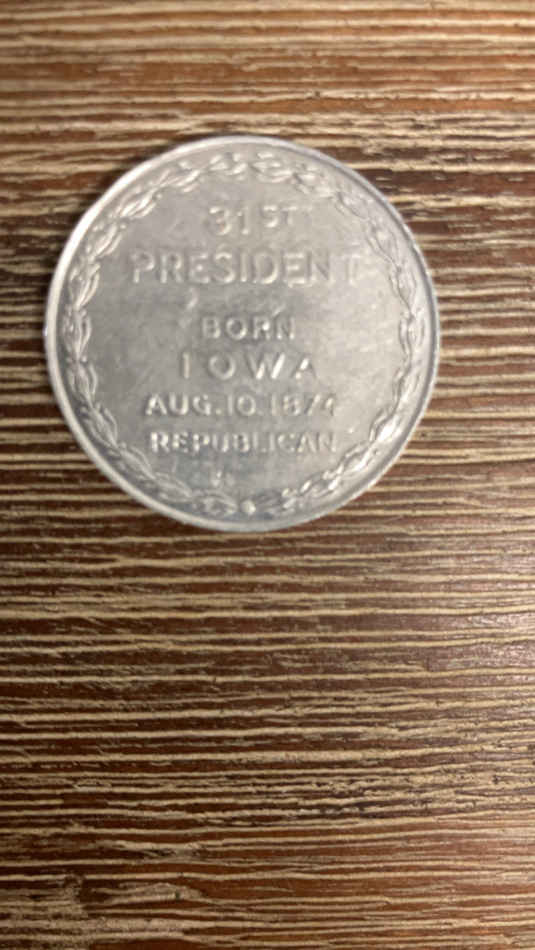 31ST
PRESIDENT
BORN
IOWA
AUG. 10. 1874
REPUBLICAN